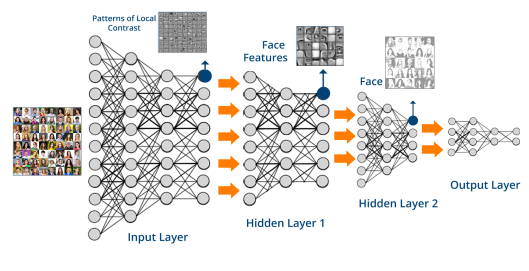 Patterns of Local
Contrast
Face
Features
Face
Input Layer
Hidden Layer 1
Hidden Layer 2
Output Layer